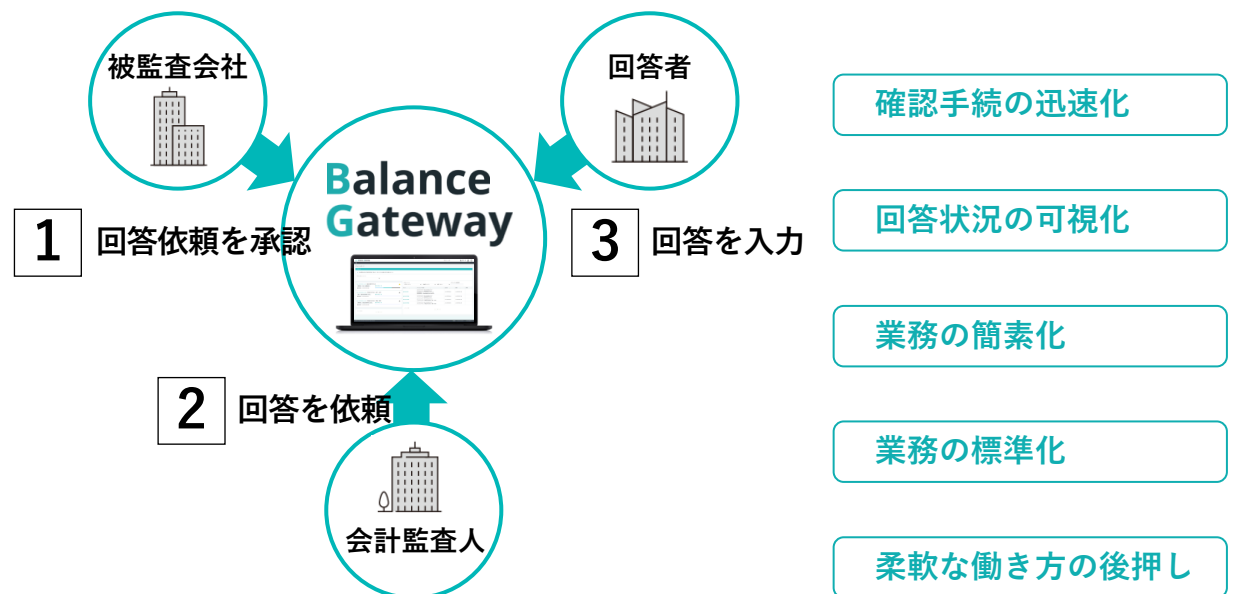 被監査会社
回答者
Balance
Gateway
1
回答依頼を承認
3
回答を入力
2
回答を依頼
会計監査人
確認手続の迅速化
回答状況の可視化
業務の簡素化
業務の標準化
柔軟な働き方の後押し